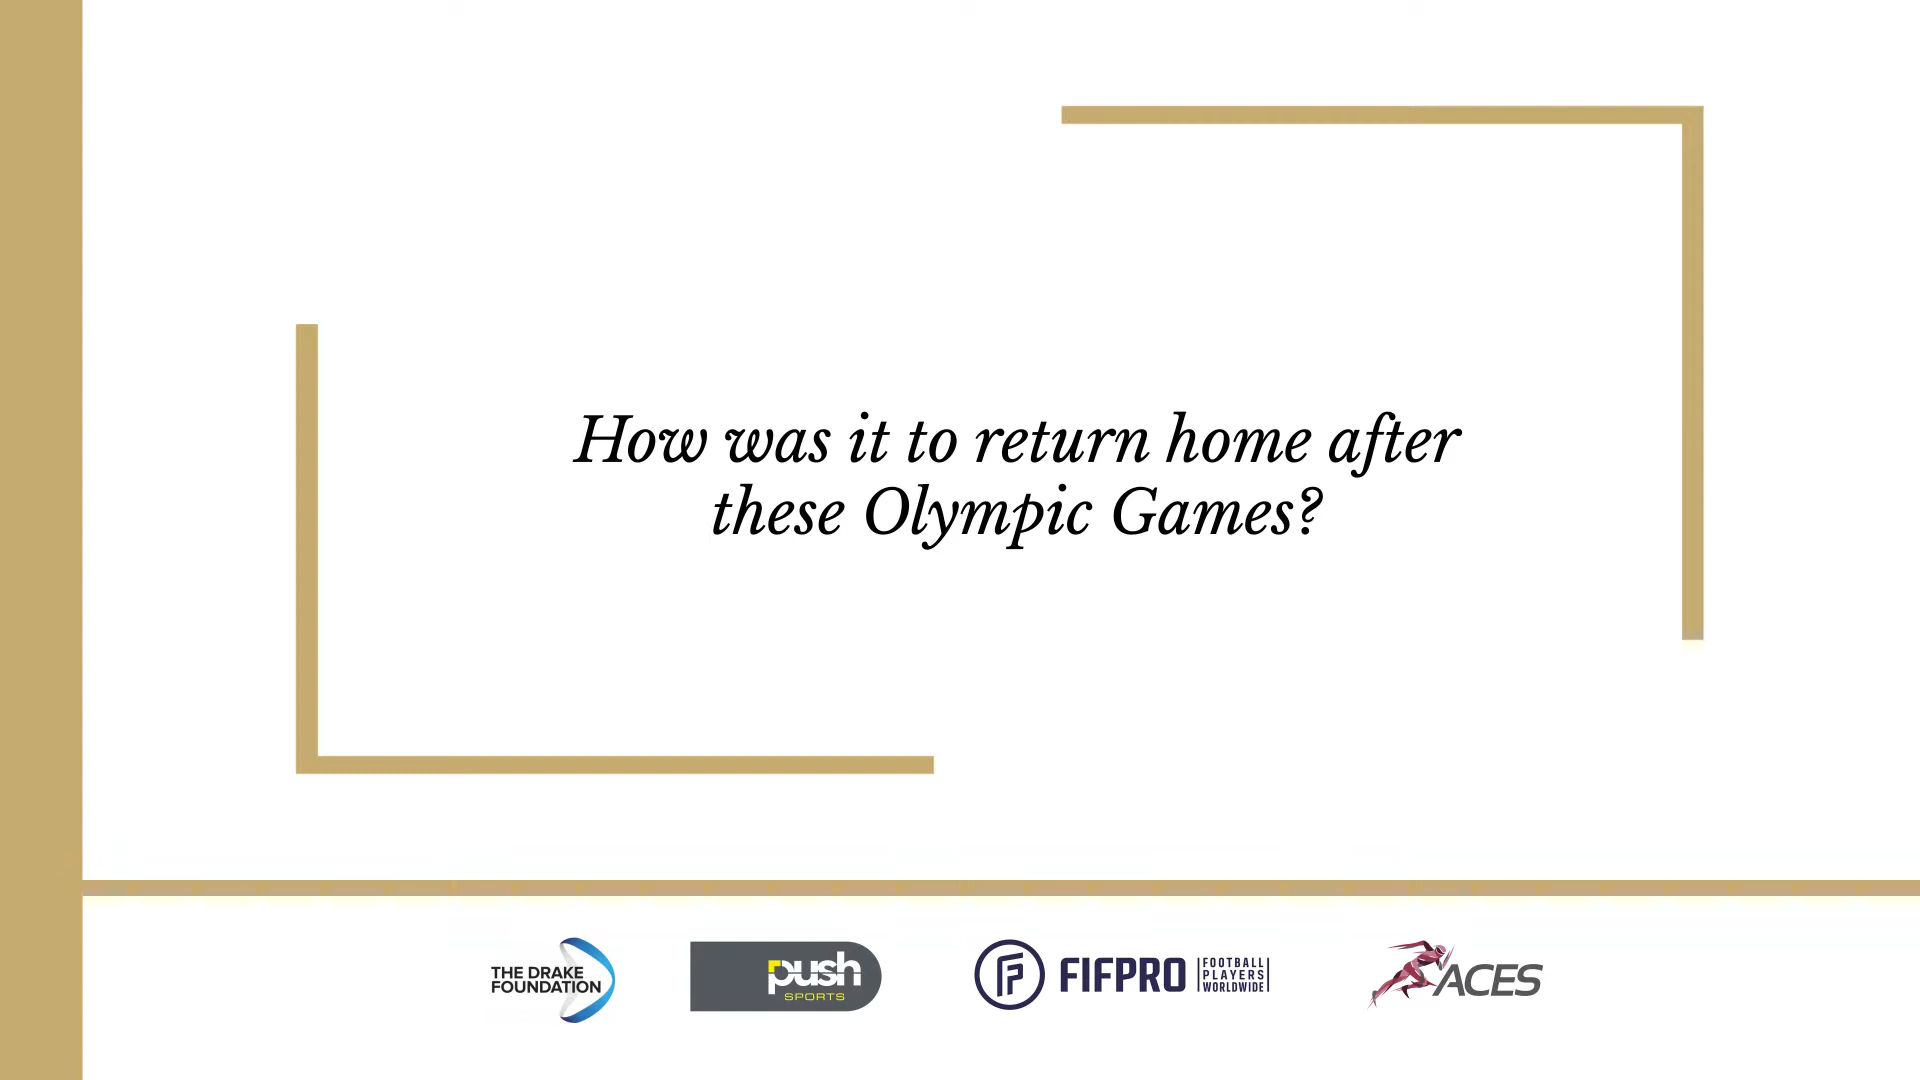 How was it to return home after
these Olympic Games?
THE DRAKE
FOUNDATION
push
SPORTS
FIFPRO
FOOTBALL
PLAYERS
WORLDWIDE
ACES